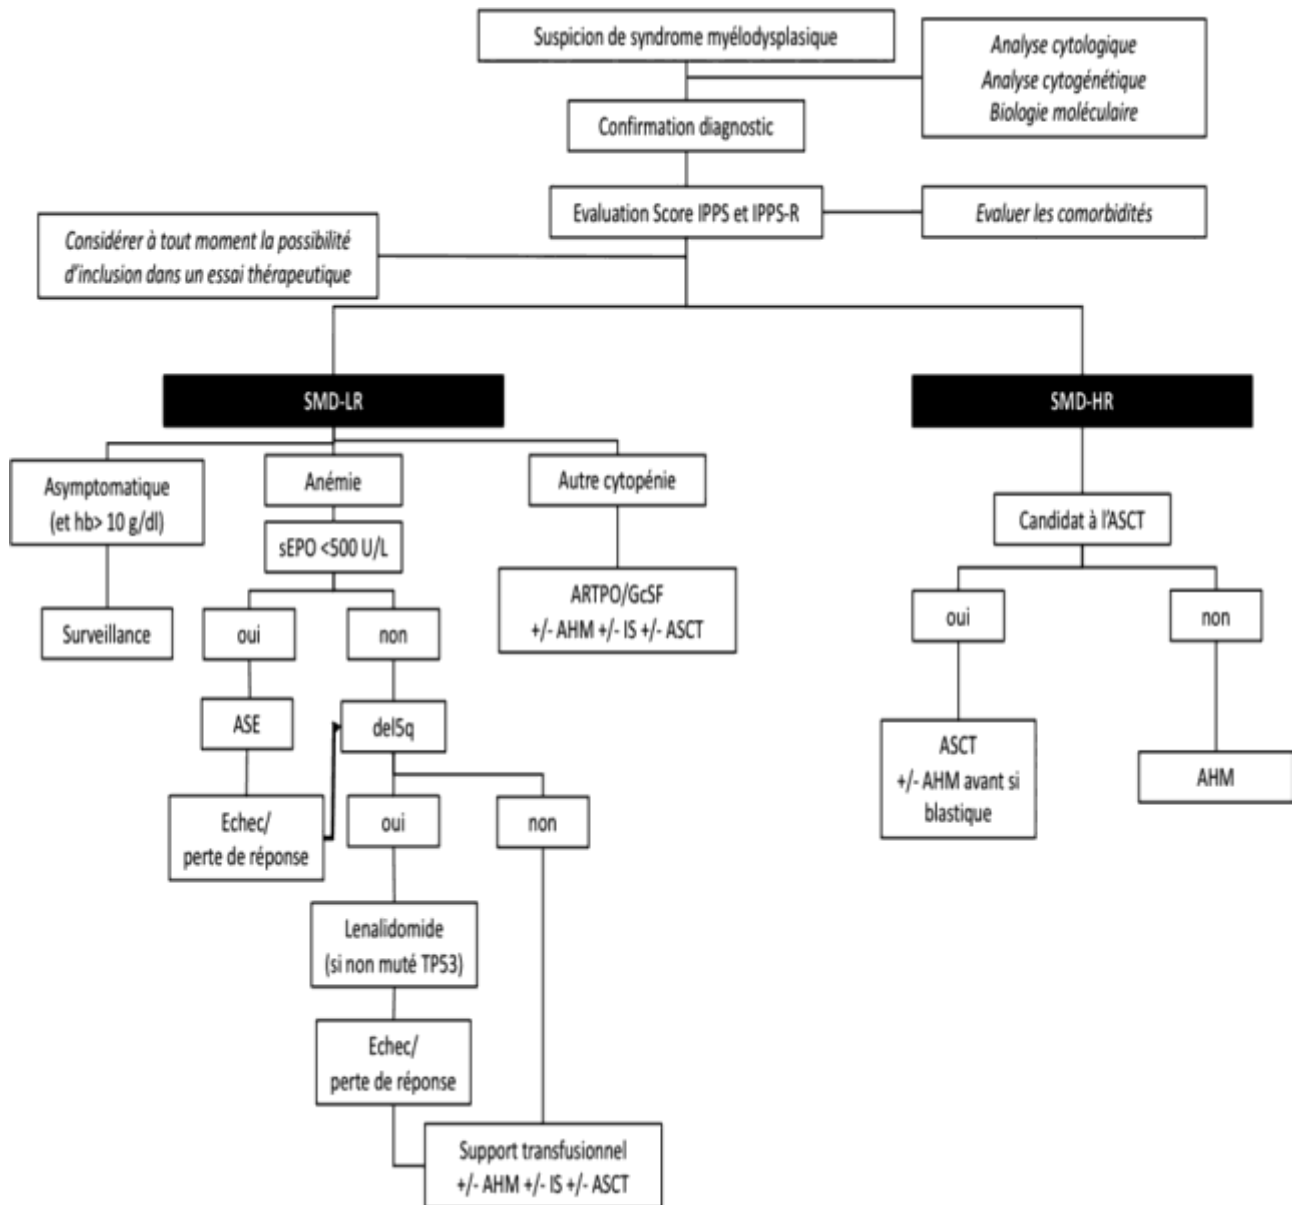 Suspicion de syndrome myélodysplasique
Analyse cytologique
Analyse cytogénétique
Biologie moléculaire
Confirmation diagnostic
Evaluation Score IPPS et IPPS-R
Evaluer les comorbidités
Considérer à tout moment la possibilité
d'inclusion dans un essai thérapeutique
SMD-LR
SMD-HR
Asymptomatique
(et hb> 10 g/dl)
Surveillance
Anémie
sEPO <500 U/L
oui
non
ASE
Echec/
perte de réponse
del5q
oui
non
Lenalidomide
(si non muté TP53)
Echec/
perte de réponse
Support transfusionnel
+/- AHM +/- IS +/- ASCT
Autre cytopénie
ARTPO/GcSF
+/- AHM +/- IS +/- ASCT
Candidat à l'ASCT
oui
non
ASCT
+/- AHM avant si
blastique
AHM